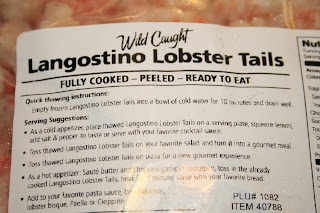 Wild Caught
Langostino Lobster Tails
FULLY COOKED – PEELED – READY TO EAT
Quick thawing instructions:
Empty frozen Langostino Lobster Tails into a bowl of cold water for 10 minutes and drain well.
Serving Suggestions:
• As a cold appetizer, place thawed Langostino Lobster Tails on a serving plate, squeeze lemon,
add salt & pepper to taste or serve with your favorite cocktail sauce.
• Toss thawed Langostino Lobster Tails on your favorite salad and turn it into a gourmet meal.
• Toss thawed Langostino Lobster Tails on pizza for a new gourmet experience.
• As a hot appetizer: Sauté butter and chopped garlic in, toss in the already
cooked Langostino Lobster Tails, heat minute. Serve with your favorite bread.
• Add to your favorite pasta sauce,
lobster bisque, Paella or Cioppino.
PLU# 1082
ITEM 40788
Nut
Serving